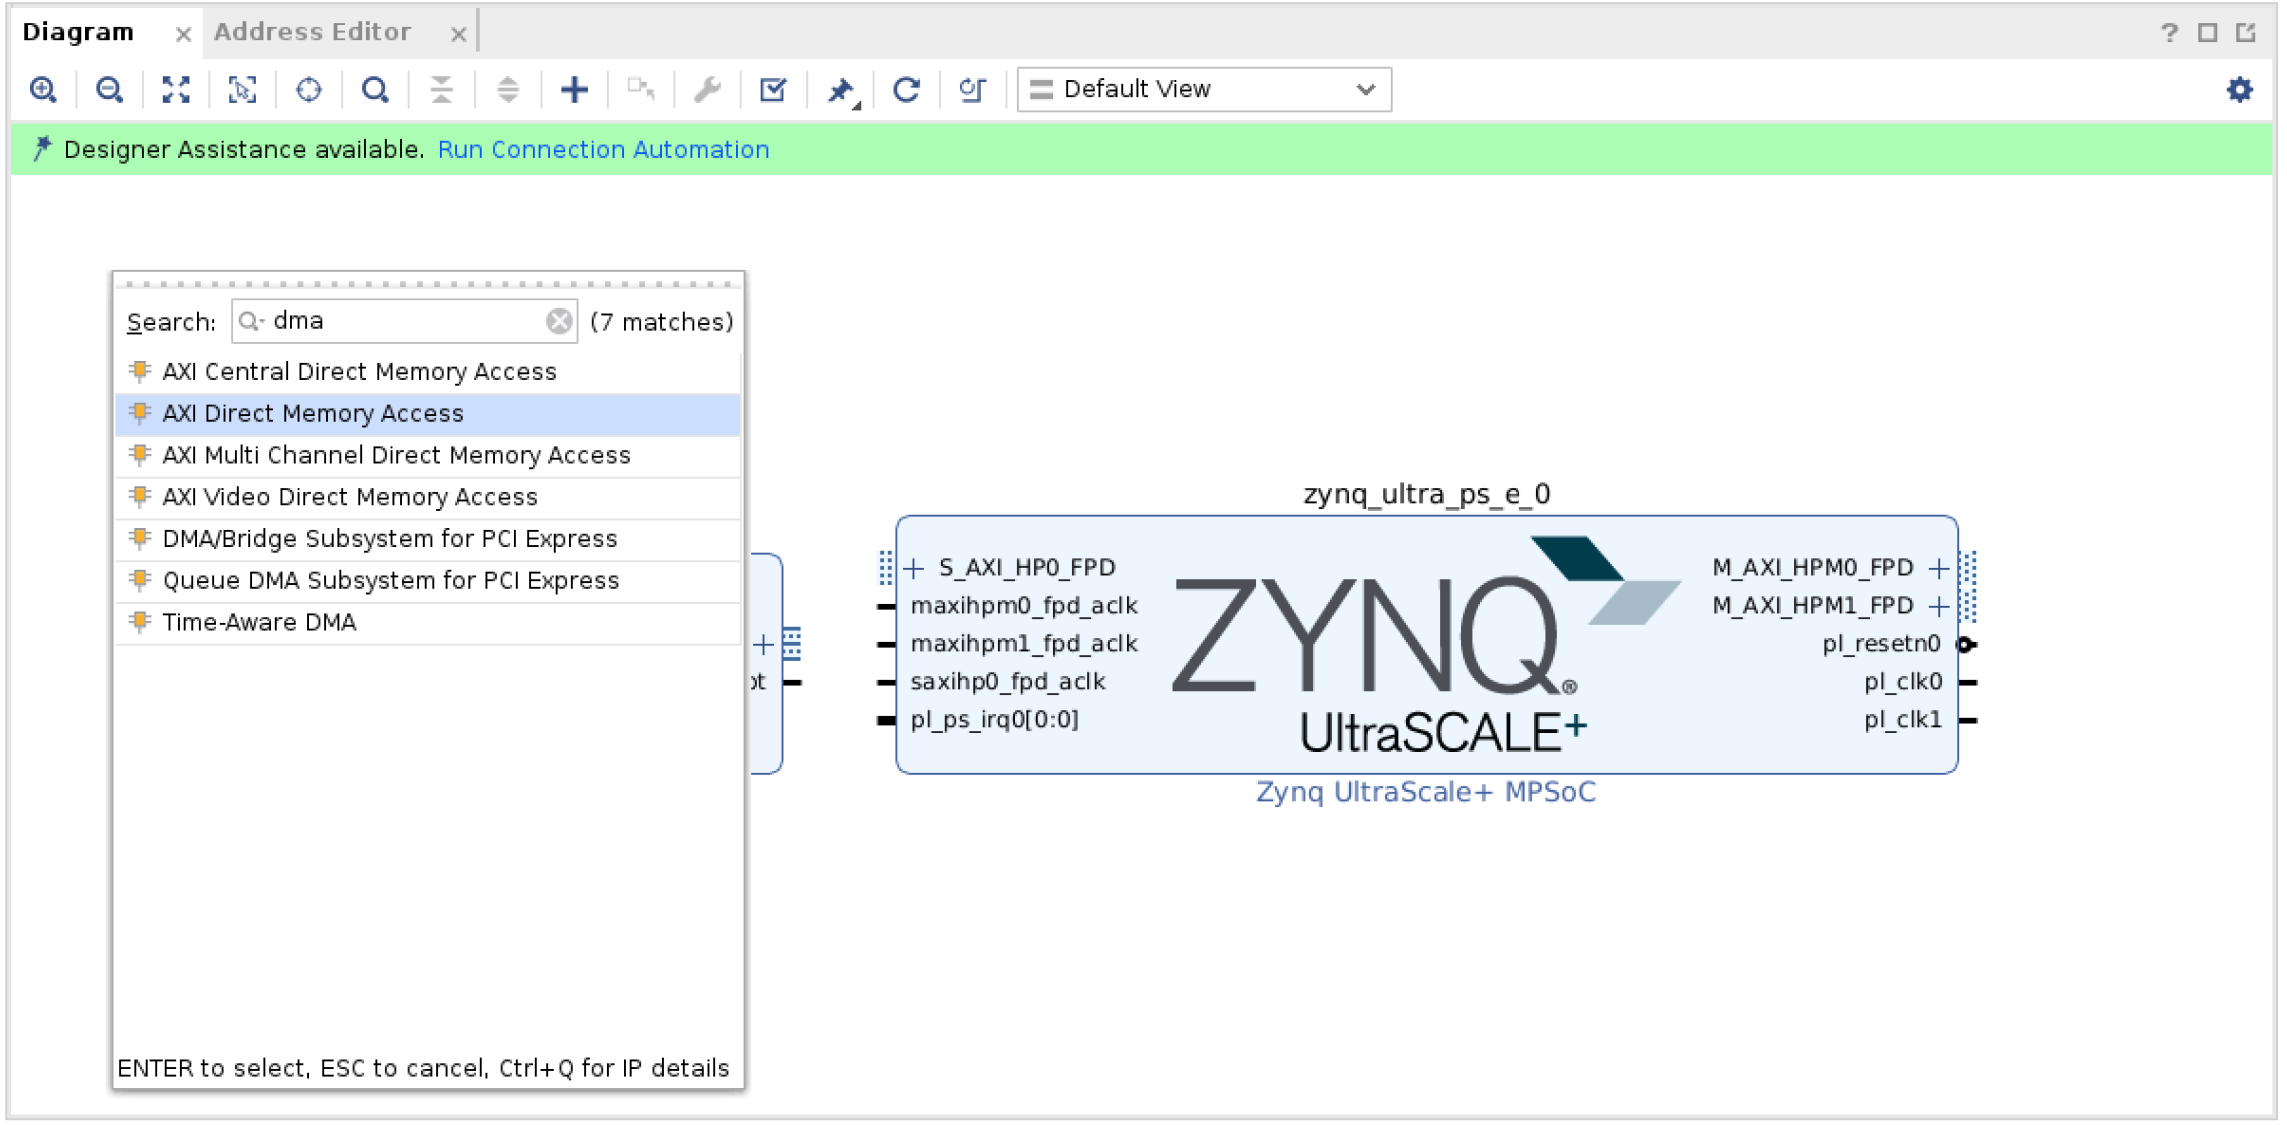 Diagram
Address Editor
Default View
Designer Assistance available. Run Connection Automation
Search: dma (7 matches)
AXI Central Direct Memory Access
AXI Direct Memory Access
AXI Multi Channel Direct Memory Access
AXI Video Direct Memory Access
DMA/Bridge Subsystem for PCI Express
Queue DMA Subsystem for PCI Express
Time-Aware DMA
ENTER to select, ESC to cancel, Ctrl+Q for IP details
zynq_ultra_ps_e_0
S_AXI_HP0_FPD
maxihpm0_fpd_aclk
maxihpm1_fpd_aclk
saxihp0_fpd_aclk
pl_ps_irq0[0:0]
ZYNQ®
UltraSCALE+
M_AXI_HPM0_FPD
M_AXI_HPM1_FPD
pl_resetn0
pl_clk0
pl_clk1
Zynq UltraScale+ MPSoC